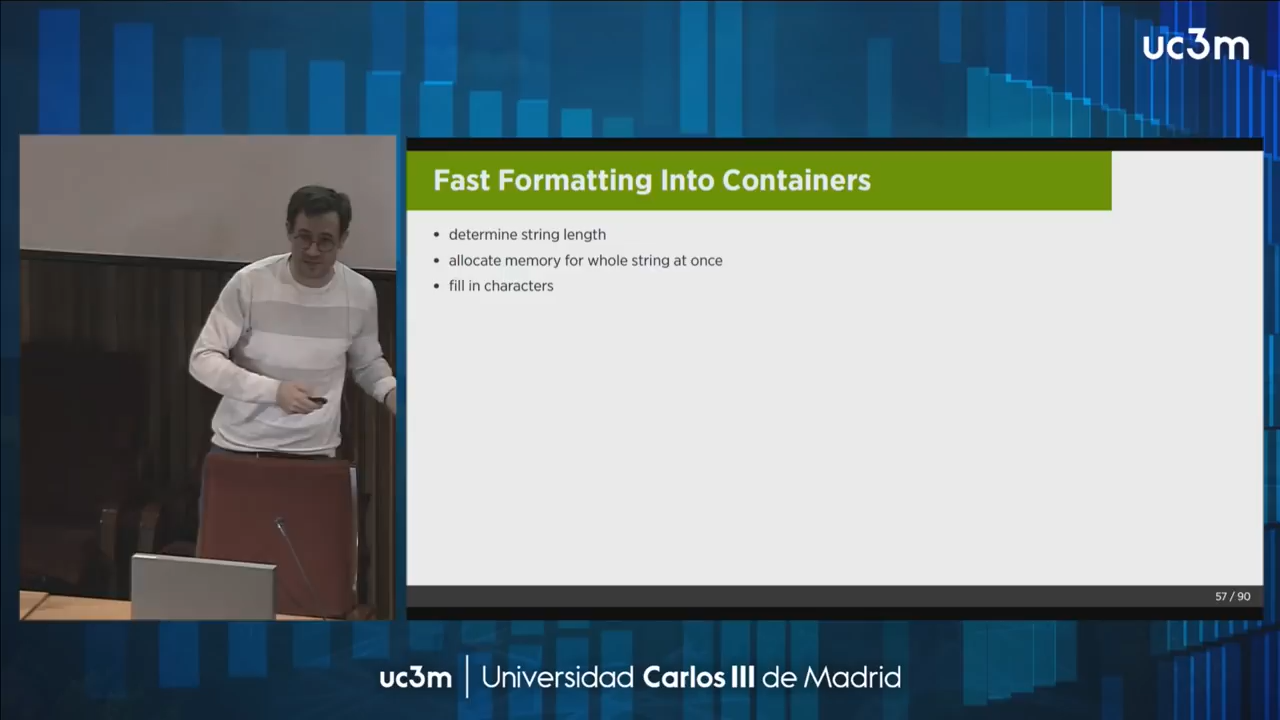 uc3m
Fast Formatting Into Containers
• determine string length
• allocate memory for whole string at once
• fill in characters
57 / 90
uc3m | Universidad Carlos III de Madrid